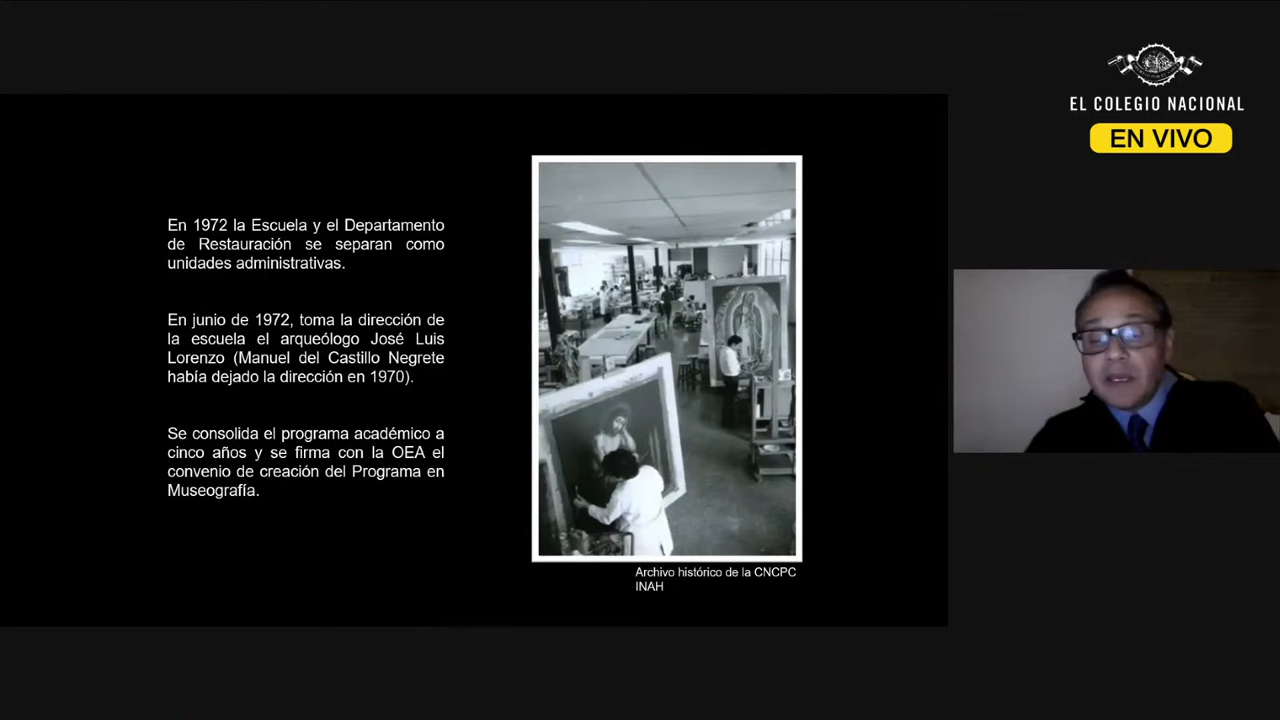 EL COLEGIO NACIONAL
EN VIVO
En 1972 la Escuela y el Departamento
de Restauración se separan como
unidades administrativas.
En junio de 1972, toma la dirección de
la escuela el arqueólogo José Luis
Lorenzo (Manuel del Castillo Negrete
había dejado la dirección en 1970).
Se consolida el programa académico a
cinco años y se firma con la OEA el
convenio de creación del Programa en
Museografía.
Archivo histórico de la CNCPC
INAH